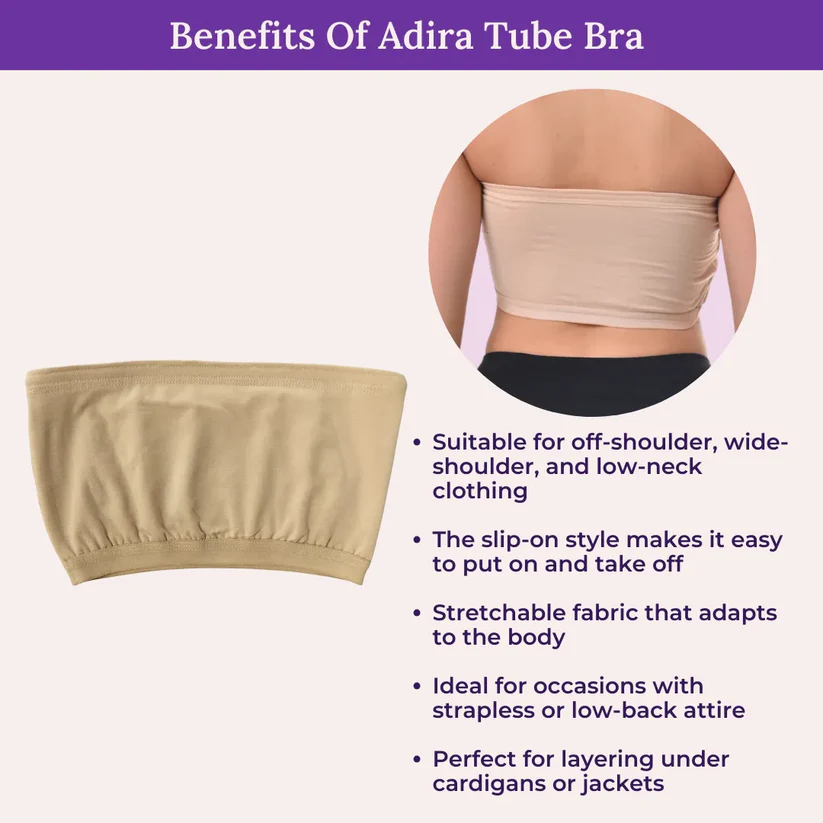 Benefits Of Adira Tube Bra
• Suitable for off-shoulder, wide-
shoulder, and low-neck
clothing
• The slip-on style makes it easy
to put on and take off
• Stretchable fabric that adapts
to the body
• Ideal for occasions with
strapless or low-back attire
• Perfect for layering under
cardigans or jackets